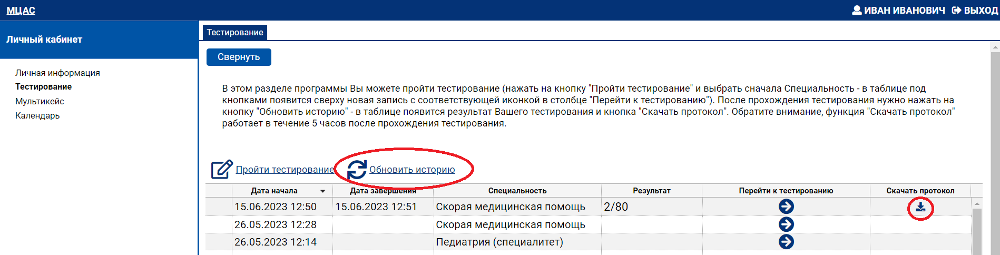 МЦАС
ИВАН ИВАНОВИЧ ВЫХОД
Личный кабинет
Личная информация
Тестирование
Мультикейс
Календарь
Тестирование
Свернуть
В этом разделе программы Вы можете пройти тестирование (нажать на кнопку "Пройти тестирование" и выбрать сначала Специальность - в таблице под
кнопками появится сверху новая запись с соответствующей иконкой в столбце "Перейти к тестированию"). После прохождения тестирования нужно нажать на
кнопку "Обновить историю" - в таблице появится результат Вашего тестирования и кнопка "Скачать протокол". Обратите внимание, функция "Скачать протокол"
работает в течение 5 часов после прохождения тестирования.
Пройти тестирование Обновить историю
Дата начала Дата завершения Специальность Результат Перейти к тестированию Скачать протокол
15.06.2023 12:50 15.06.2023 12:51 Скорая медицинская помощь 2/80
26.05.2023 12:28 Скорая медицинская помощь
26.05.2023 12:14 Педиатрия (специалитет)